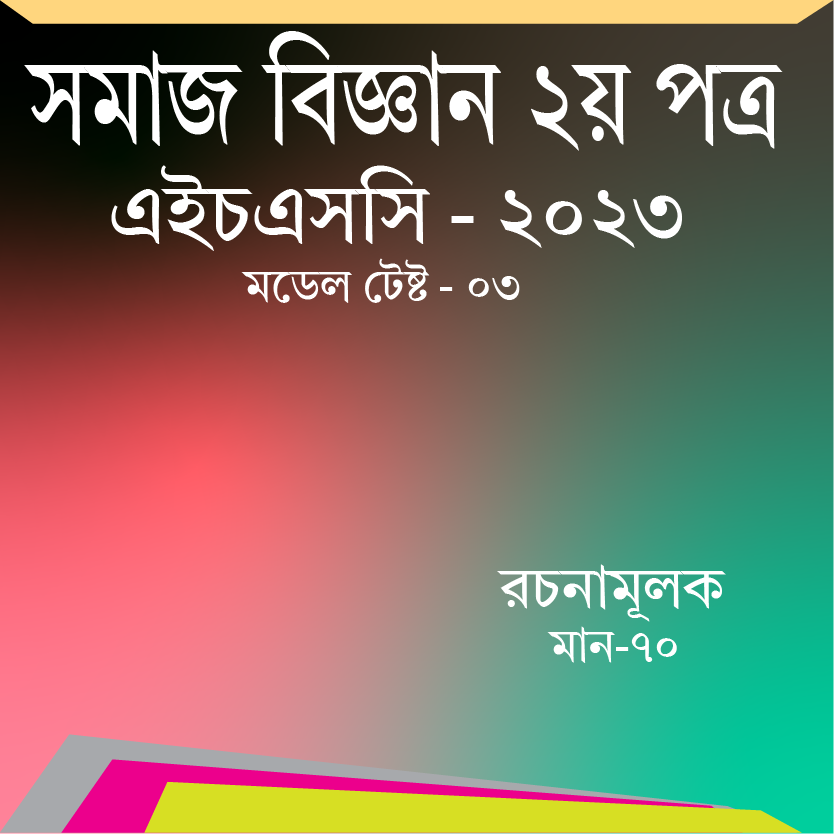 সমাজ বিজ্ঞান ২য় পত্র
এইচএসসি - ২০২৩
মডেল টেষ্ট - ০৩
রচনামূলক
মান-৭০